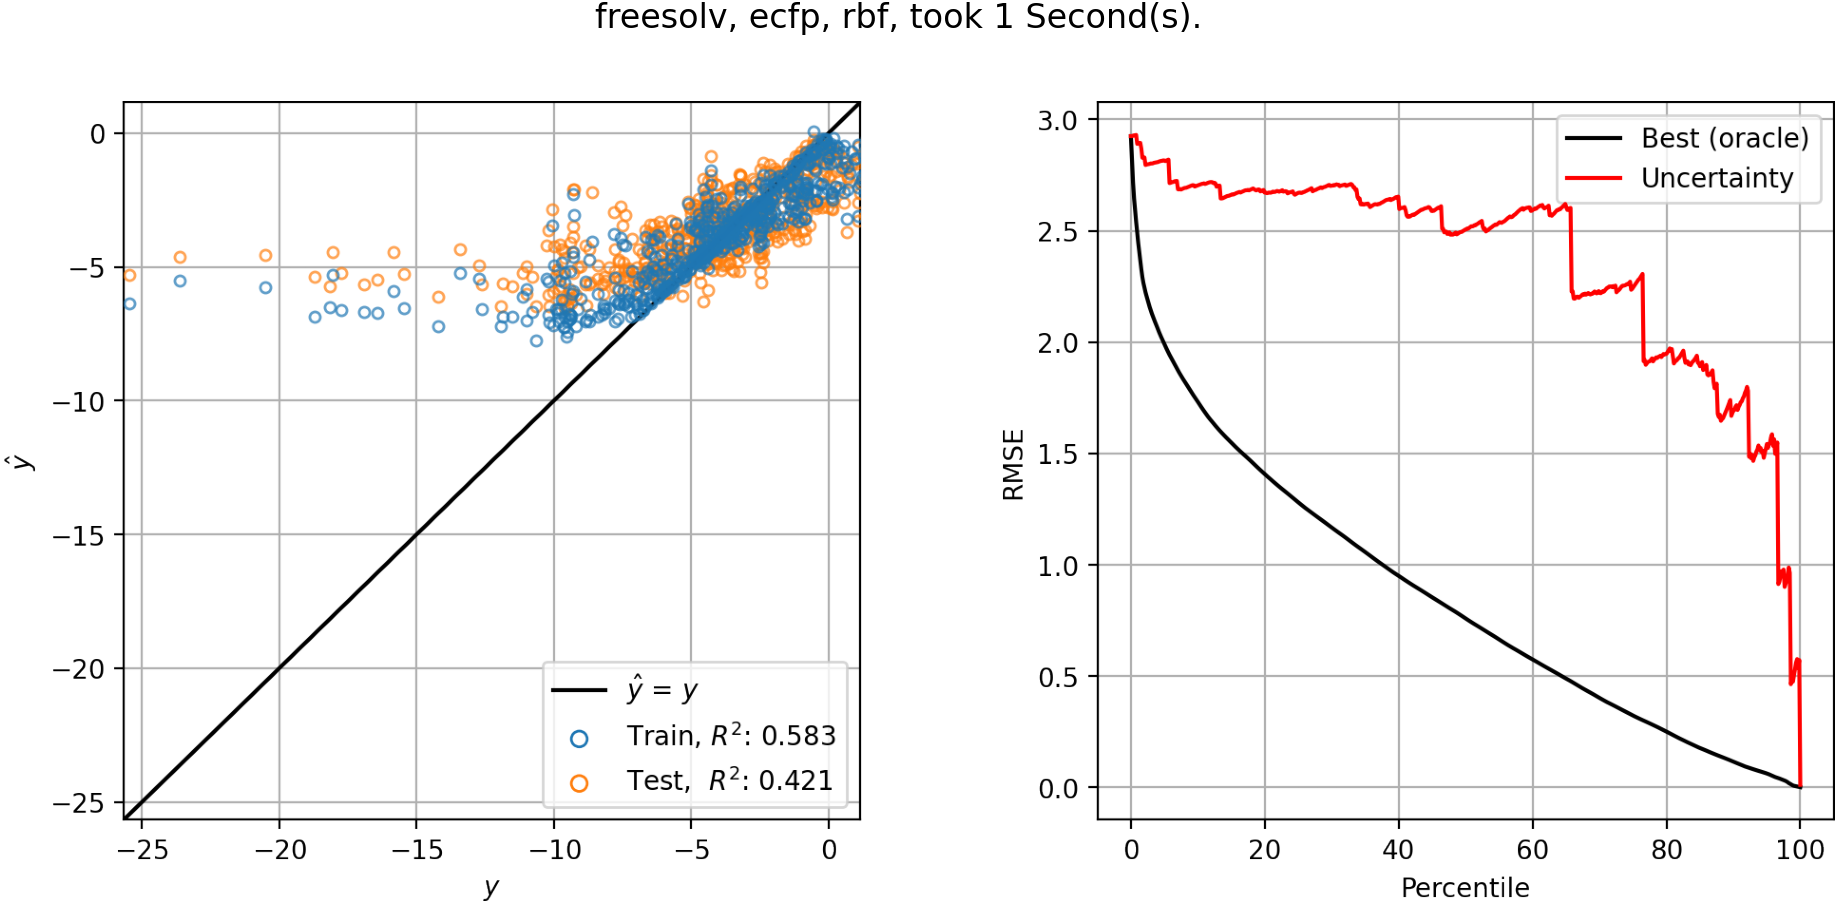 freesolv, ecfp, rbf, took 1 Second(s).
0
−5
−10
−15
−20
−25
ŷ
ŷ = y
Train, R²: 0.583
Test, R²: 0.421
−25
−20
−15
−10
−5
0
y
3.0
2.5
2.0
1.5
1.0
0.5
0.0
RMSE
Best (oracle)
Uncertainty
0
20
40
60
80
100
Percentile